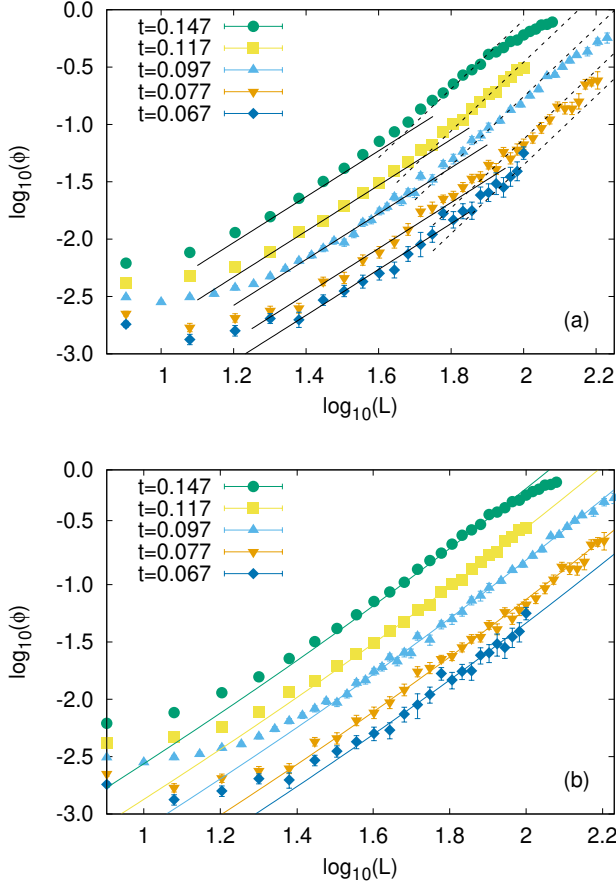 0.0
-0.5
-1.0
-1.5
-2.0
-2.5
-3.0
log10(ϕ)
t=0.147
t=0.117
t=0.097
t=0.077
t=0.067
(a)
1 1.2 1.4 1.6 1.8 2 2.2
log10(L)
0.0
-0.5
-1.0
-1.5
-2.0
-2.5
-3.0
log10(ϕ)
t=0.147
t=0.117
t=0.097
t=0.077
t=0.067
(b)
1 1.2 1.4 1.6 1.8 2 2.2
log10(L)